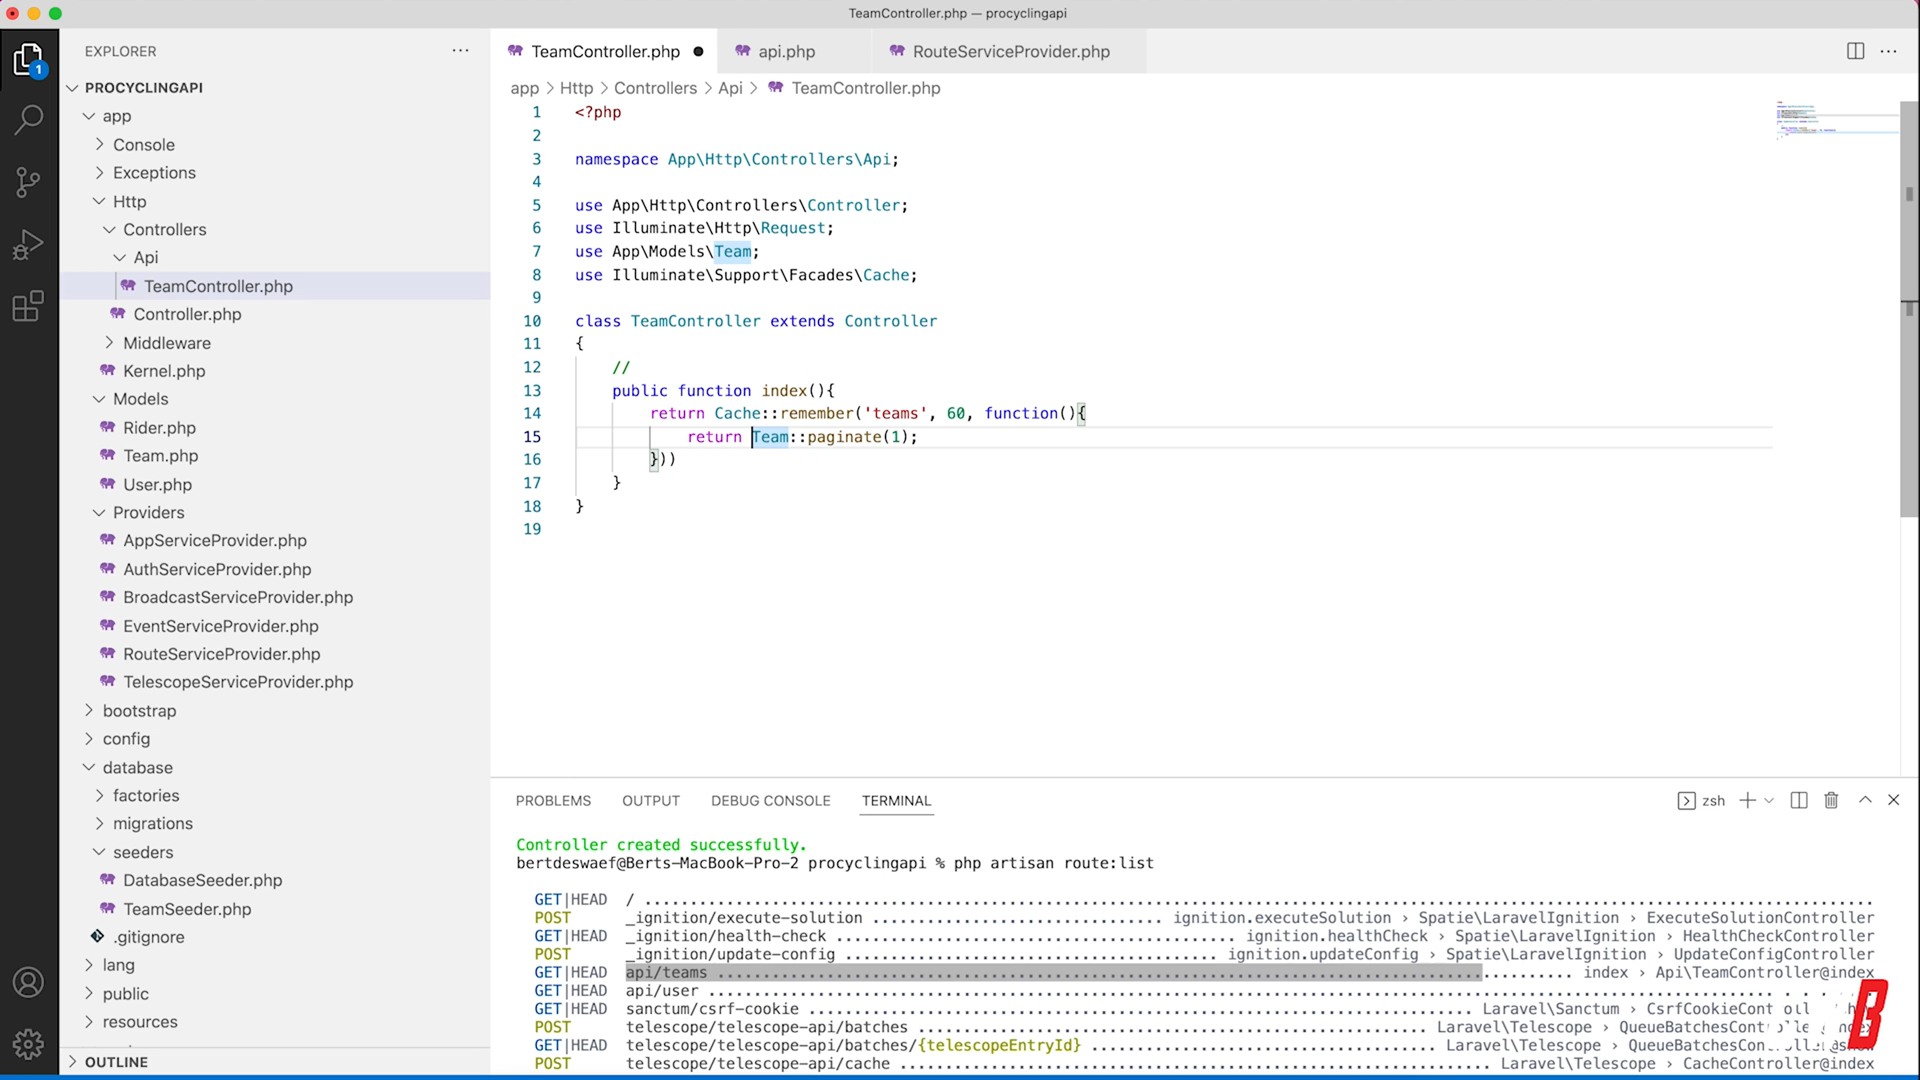 TeamController.php — procyclingapi
EXPLORER
1
PROCYCLINGAPI
app
Console
Exceptions
Http
Controllers
Api
TeamController.php
Controller.php
Middleware
Kernel.php
Models
Rider.php
Team.php
User.php
Providers
AppServiceProvider.php
AuthServiceProvider.php
BroadcastServiceProvider.php
EventServiceProvider.php
RouteServiceProvider.php
TelescopeServiceProvider.php
bootstrap
config
database
factories
migrations
seeders
DatabaseSeeder.php
TeamSeeder.php
.gitignore
lang
public
resources
OUTLINE
TeamController.php
api.php
RouteServiceProvider.php
app > Http > Controllers > Api > TeamController.php
1 <?php
2
3 namespace App\Http\Controllers\Api;
4
5 use App\Http\Controllers\Controller;
6 use Illuminate\Http\Request;
7 use App\Models\Team;
8 use Illuminate\Support\Facades\Cache;
9
10 class TeamController extends Controller
11 {
12 //
13 public function index(){
14 return Cache::remember('teams', 60, function(){
15 return Team::paginate(1);
16 }))
17 }
18 }
19
PROBLEMS OUTPUT DEBUG CONSOLE TERMINAL
zsh
Controller created successfully.
bertdeswaef@Berts-MacBook-Pro-2 procyclingapi % php artisan route:list
GET|HEAD / ....................
POST _ignition/execute-solution .................... ignition.executeSolution › Spatie\LaravelIgnition › ExecuteSolutionController
GET|HEAD _ignition/health-check .................... ignition.healthCheck › Spatie\LaravelIgnition › HealthCheckController
POST _ignition/update-config .................... ignition.updateConfig › Spatie\LaravelIgnition › UpdateConfigController
GET|HEAD api/teams .................... index › Api\TeamController@index
GET|HEAD api/user ....................
GET|HEAD sanctum/csrf-cookie .................... Laravel\Sanctum ›
POST telescope/telescope-api/batches .................... Laravel\Telescope ›
GET|HEAD telescope/telescope-api/batches/{telescopeEntryId} .................... Laravel\Telescope ›
POST telescope/telescope-api/cache .................... Laravel\Telescope › CacheController@index
B